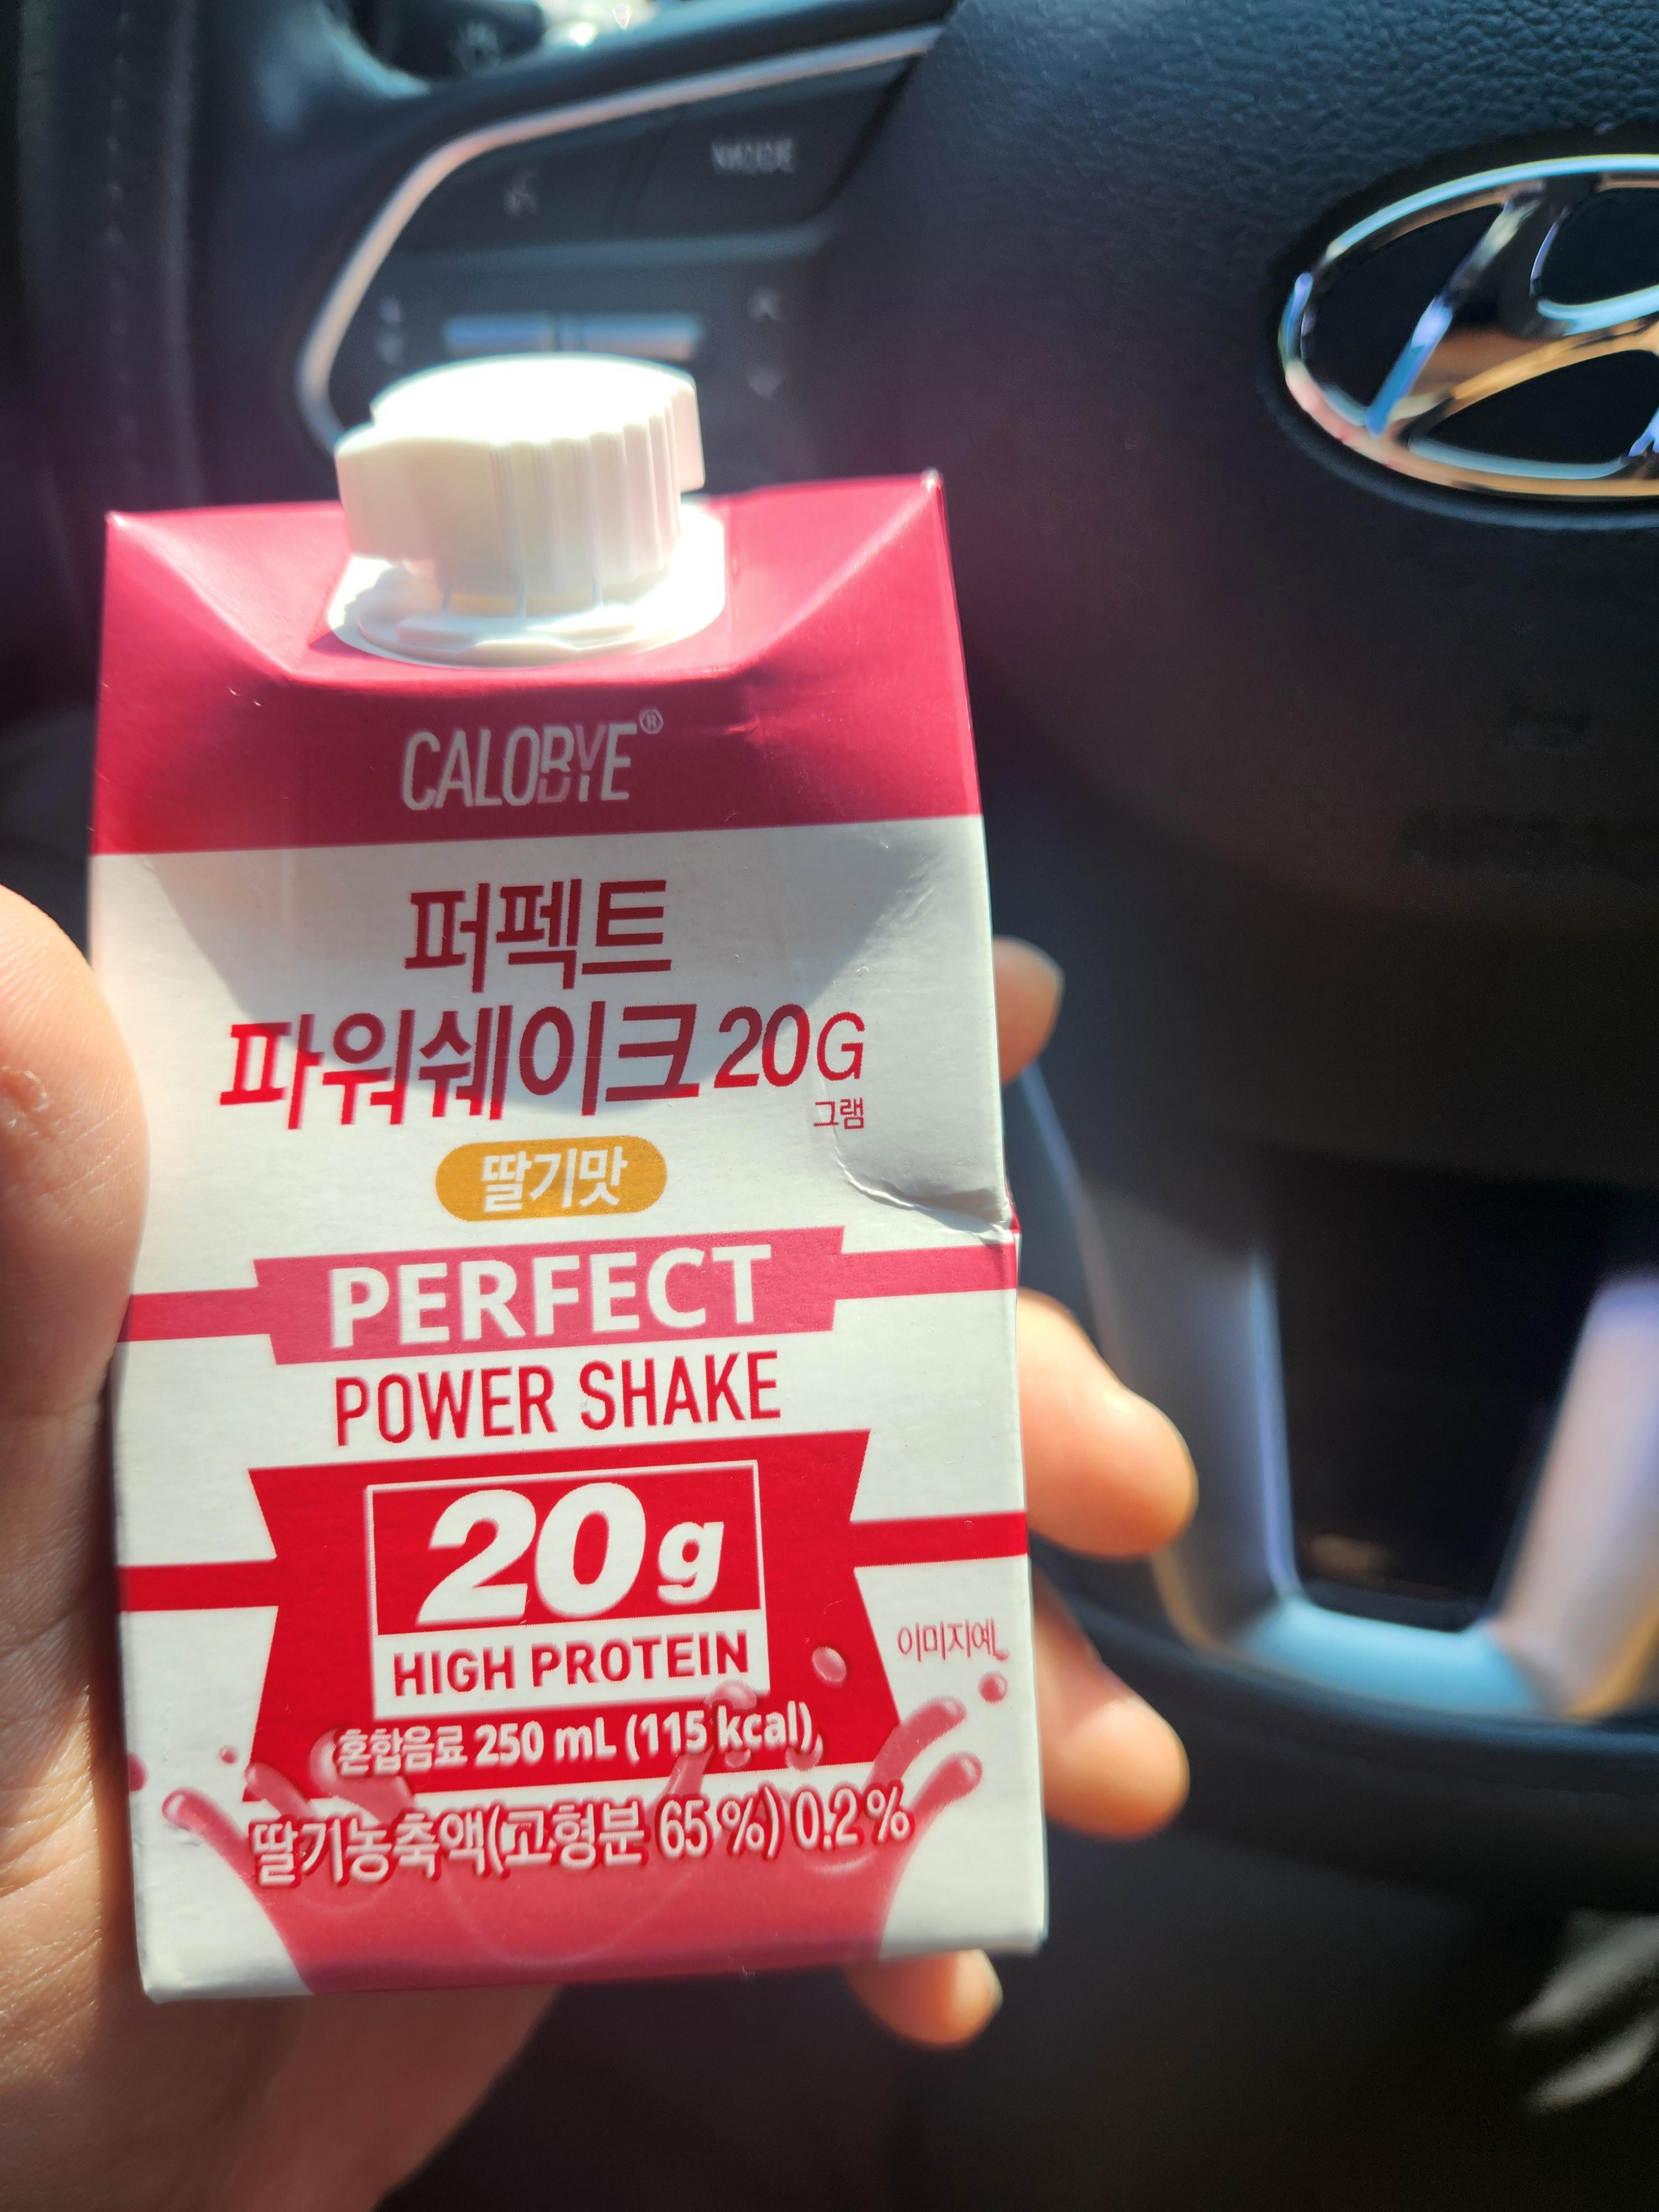 MODE
CALOBYE®
퍼펙트
파워쉐이크 20G
그램
딸기맛
PERFECT
POWER SHAKE
20g
HIGH PROTEIN
이미지예
혼합음료 250 mL (115 kcal)
딸기농축액(고형분 65 %) 0.2 %